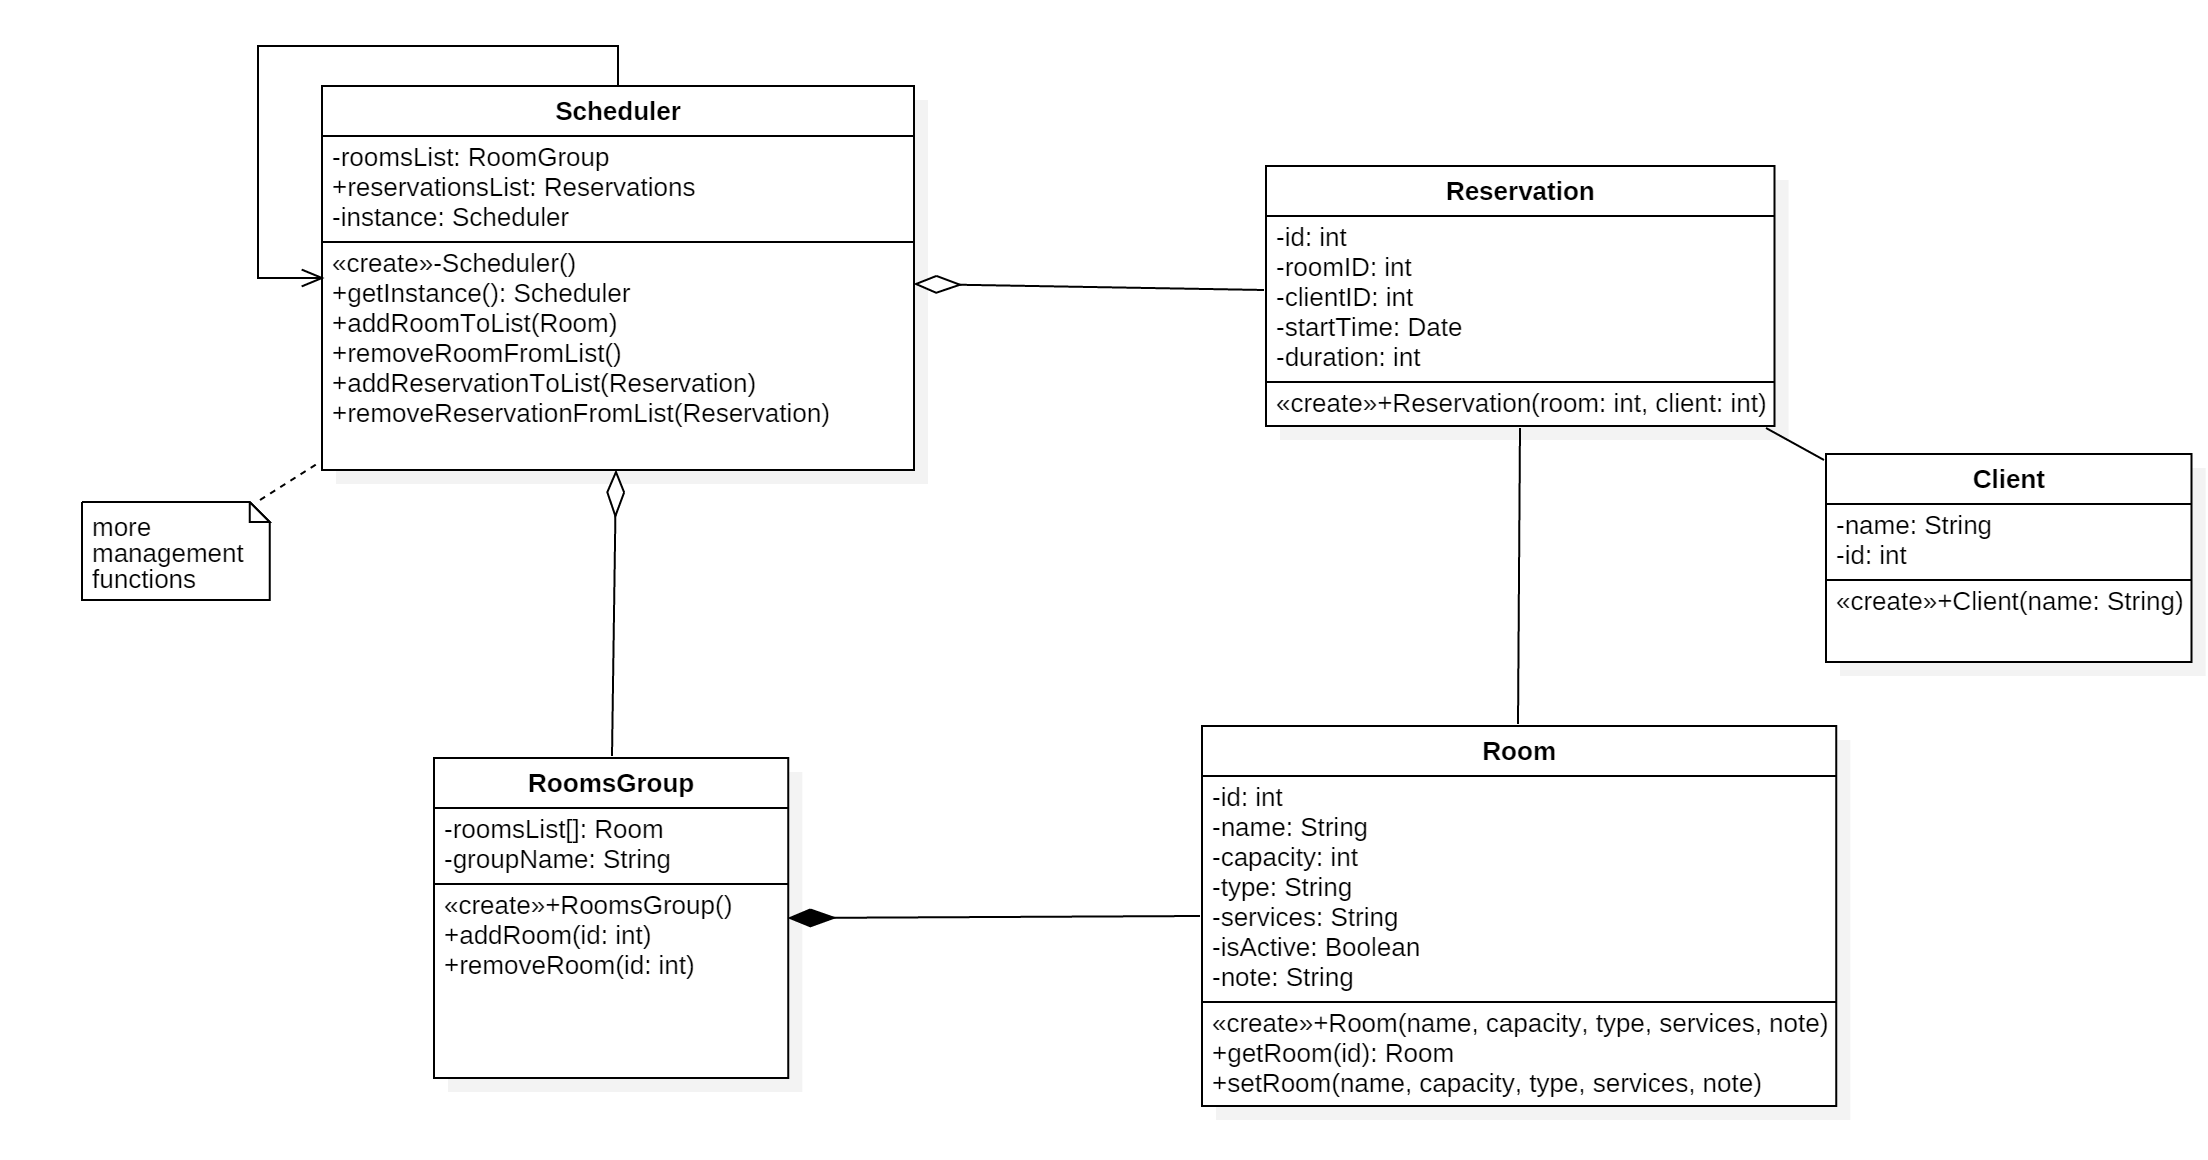 Scheduler
-roomsList: RoomGroup
+reservationsList: Reservations
-instance: Scheduler
«create»-Scheduler()
+getInstance(): Scheduler
+addRoomToList(Room)
+removeRoomFromList()
+addReservationToList(Reservation)
+removeReservationFromList(Reservation)
Reservation
-id: int
-roomID: int
-clientID: int
-startTime: Date
-duration: int
«create»+Reservation(room: int, client: int)
Client
-name: String
-id: int
«create»+Client(name: String)
more
management
functions
RoomsGroup
-roomsList[]: Room
-groupName: String
«create»+RoomsGroup()
+addRoom(id: int)
+removeRoom(id: int)
Room
-id: int
-name: String
-capacity: int
-type: String
-services: String
-isActive: Boolean
-note: String
«create»+Room(name, capacity, type, services, note)
+getRoom(id): Room
+setRoom(name, capacity, type, services, note)